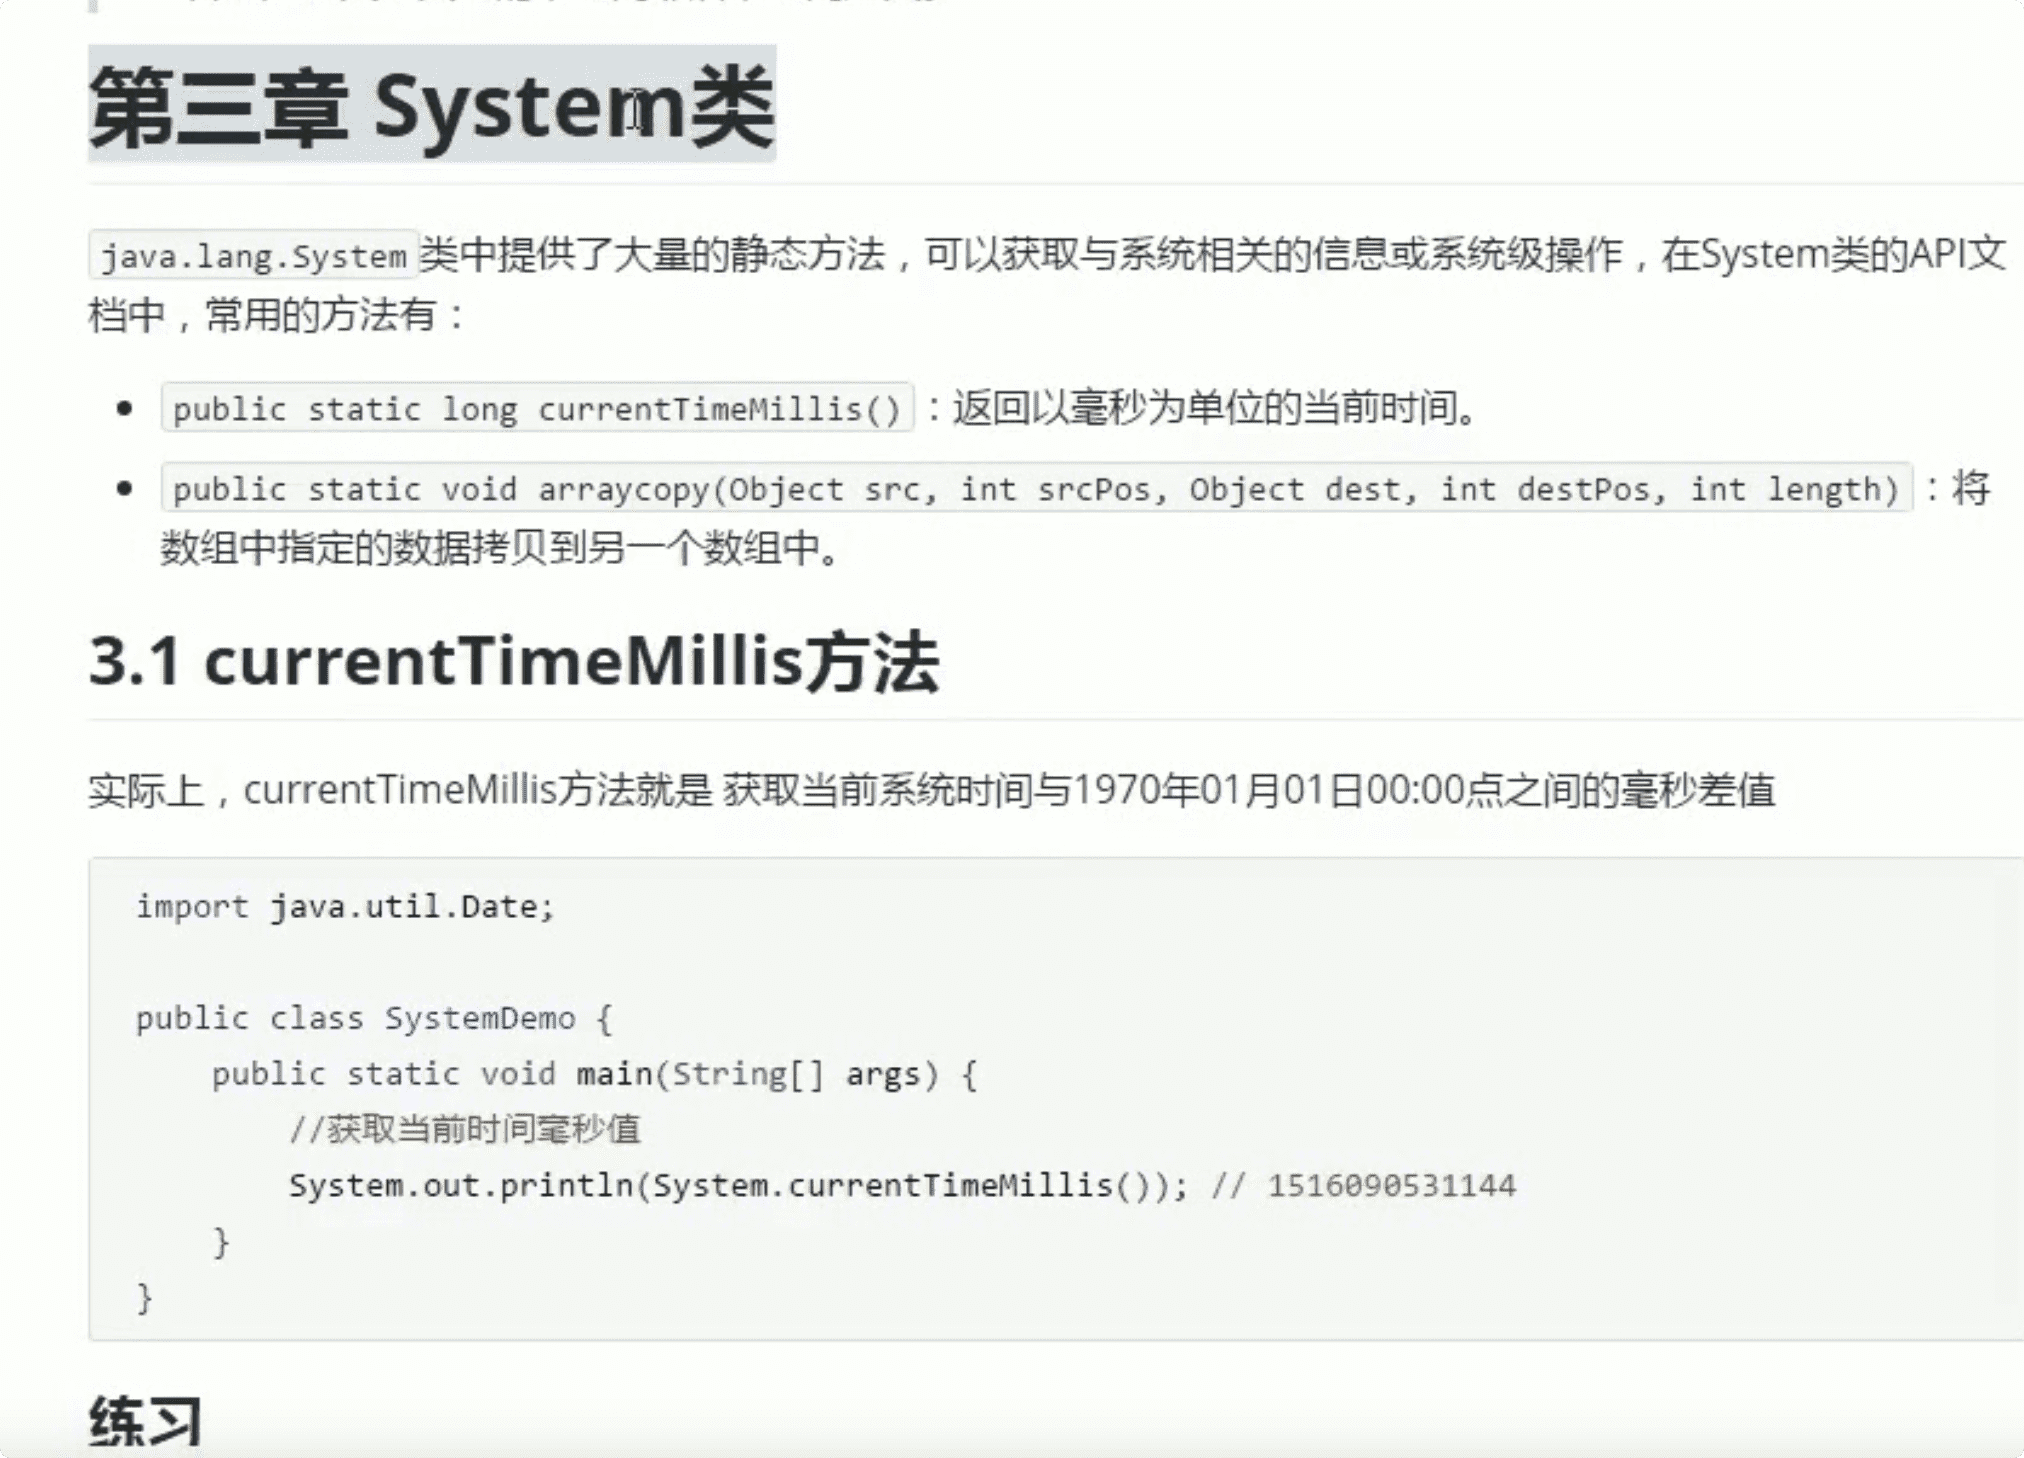 第三章 System类
java.lang.System类中提供了大量的静态方法，可以获取与系统相关的信息或系统级操作，在System类的API文
档中，常用的方法有：
public static long currentTimeMillis()：返回以毫秒为单位的当前时间。
public static void arraycopy(Object src, int srcPos, Object dest, int destPos, int length)：将
数组中指定的数据拷贝到另一个数组中。
3.1 currentTimeMillis方法
实际上，currentTimeMillis方法就是 获取当前系统时间与1970年01月01日00:00点之间的毫秒差值
import java.util.Date;
public class SystemDemo {
public static void main(String[] args) {
//获取当前时间毫秒值
System.out.println(System.currentTimeMillis()); // 1516090531144
}
}
练习